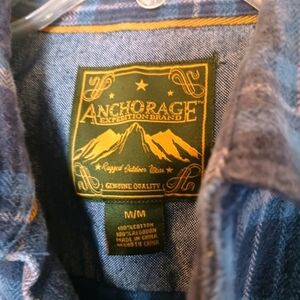 ANCHORAGE
EXPEDITION BRAND
Rugged Outdoor Wear
GENUINE QUALITY
M/M
100% COTTON
100% ALGODON
MADE IN CHINA